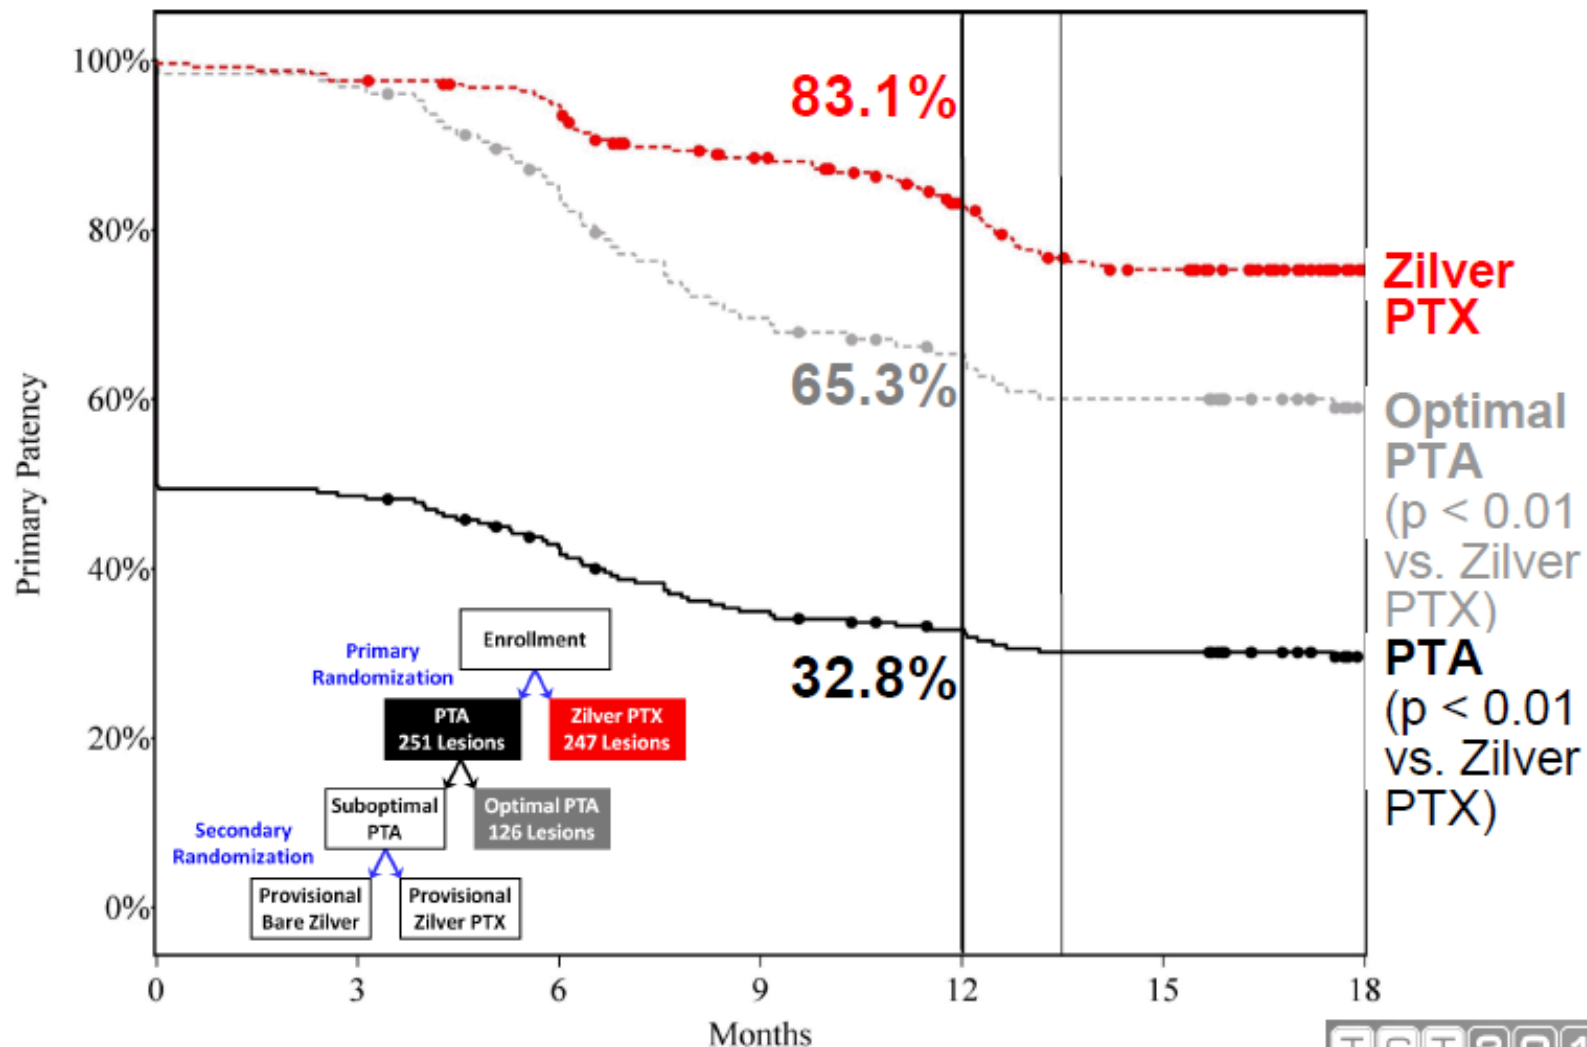 100%
80%
60%
40%
20%
0%
Primary Patency
0
3
6
9
12
15
18
Months
83.1%
65.3%
32.8%
Zilver
PTX
Optimal
PTA
(p < 0.01
vs. Zilver
PTX)
PTA
(p < 0.01
vs. Zilver
PTX)
Enrollment
Primary
Randomization
PTA
251 Lesions
Zilver PTX
247 Lesions
Suboptimal
PTA
Optimal PTA
126 Lesions
Secondary
Randomization
Provisional
Bare Zilver
Provisional
Zilver PTX